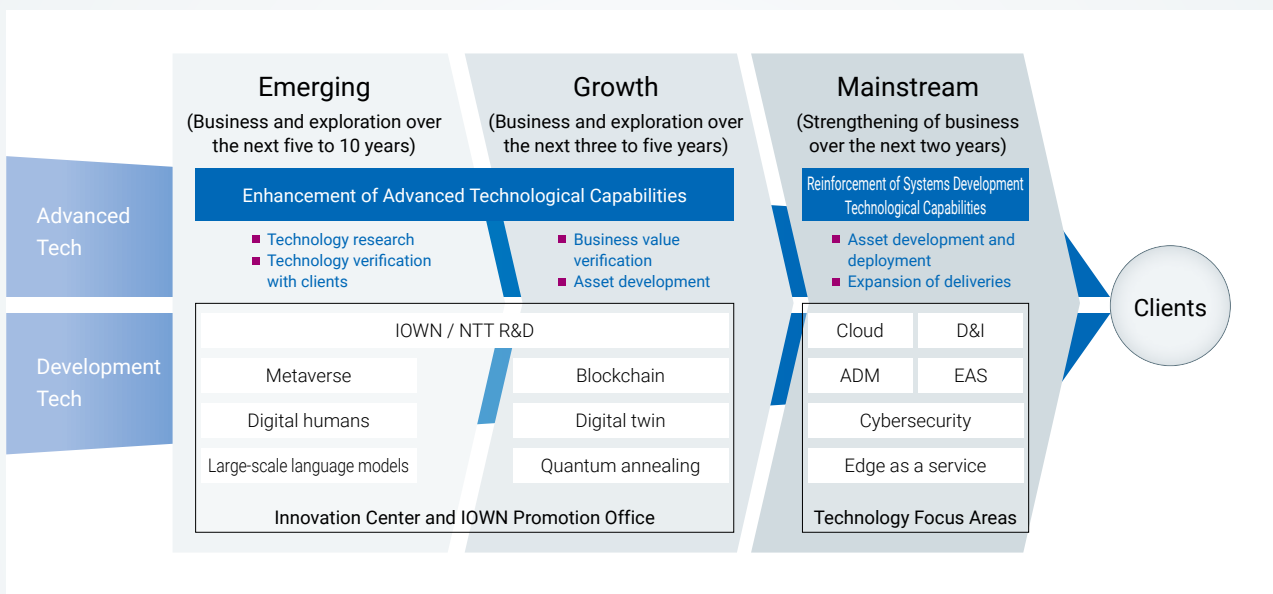 Emerging
(Business and exploration over
the next five to 10 years)
Growth
(Business and exploration over
the next three to five years)
Mainstream
(Strengthening of business
over the next two years)
Advanced
Tech
Enhancement of Advanced Technological Capabilities
Reinforcement of Systems Development
Technological Capabilities
■ Technology research
■ Technology verification
with clients
■ Business value
verification
■ Asset development
■ Asset development and
deployment
■ Expansion of deliveries
Development
Tech
IOWN / NTT R&D
Metaverse
Blockchain
Digital humans
Digital twin
Large-scale language models
Quantum annealing
Innovation Center and IOWN Promotion Office
Cloud
D&I
ADM
EAS
Cybersecurity
Edge as a service
Technology Focus Areas
Clients